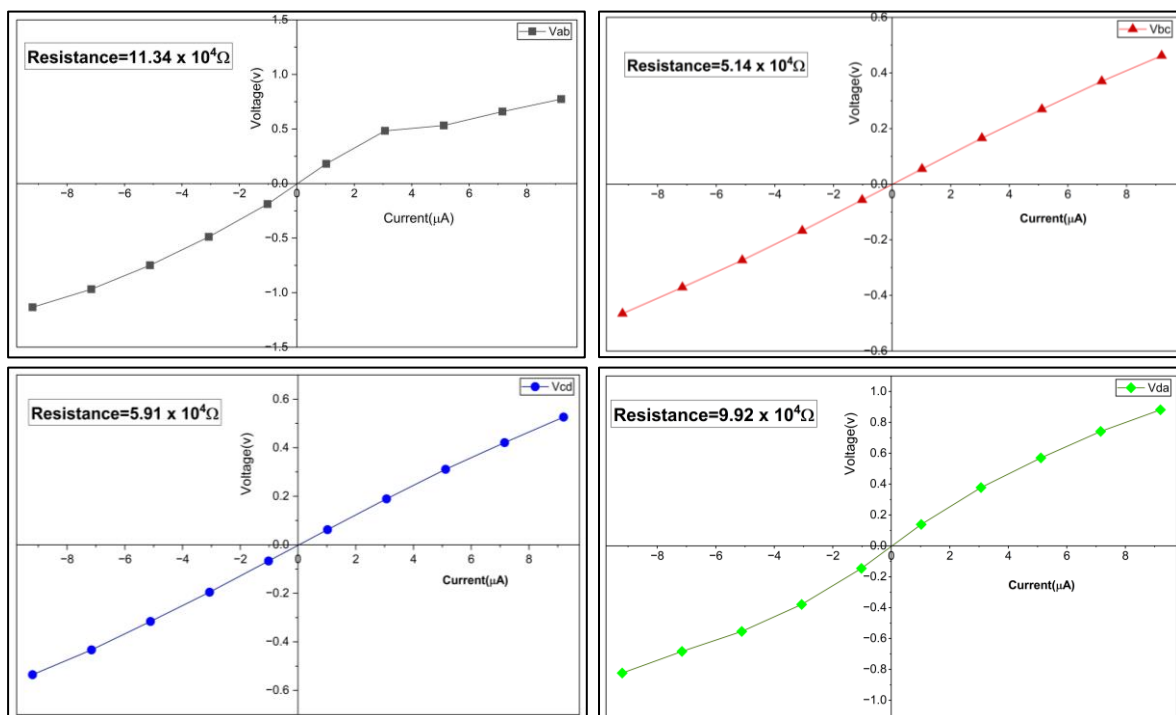 Vab
Resistance=11.34 x 10⁴Ω
Voltage(v)
1.5
1.0
0.5
0.0
−0.5
−1.0
−1.5
−8 −6 −4 −2 0 2 4 6 8
Current(μA)
Vbc
Resistance=5.14 x 10⁴Ω
Voltage(v)
0.6
0.4
0.2
0.0
−0.2
−0.4
−0.6
−8 −6 −4 −2 0 2 4 6 8
Current(μA)
Vcd
Resistance=5.91 x 10⁴Ω
Voltage(v)
0.6
0.4
0.2
0.0
−0.2
−0.4
−0.6
−8 −6 −4 −2 0 2 4 6 8
Current(μA)
Vda
Resistance=9.92 x 10⁴Ω
Voltage(v)
1.0
0.8
0.6
0.4
0.2
0.0
−0.2
−0.4
−0.6
−0.8
−1.0
−8 −6 −4 −2 0 2 4 6 8
Current(μA)